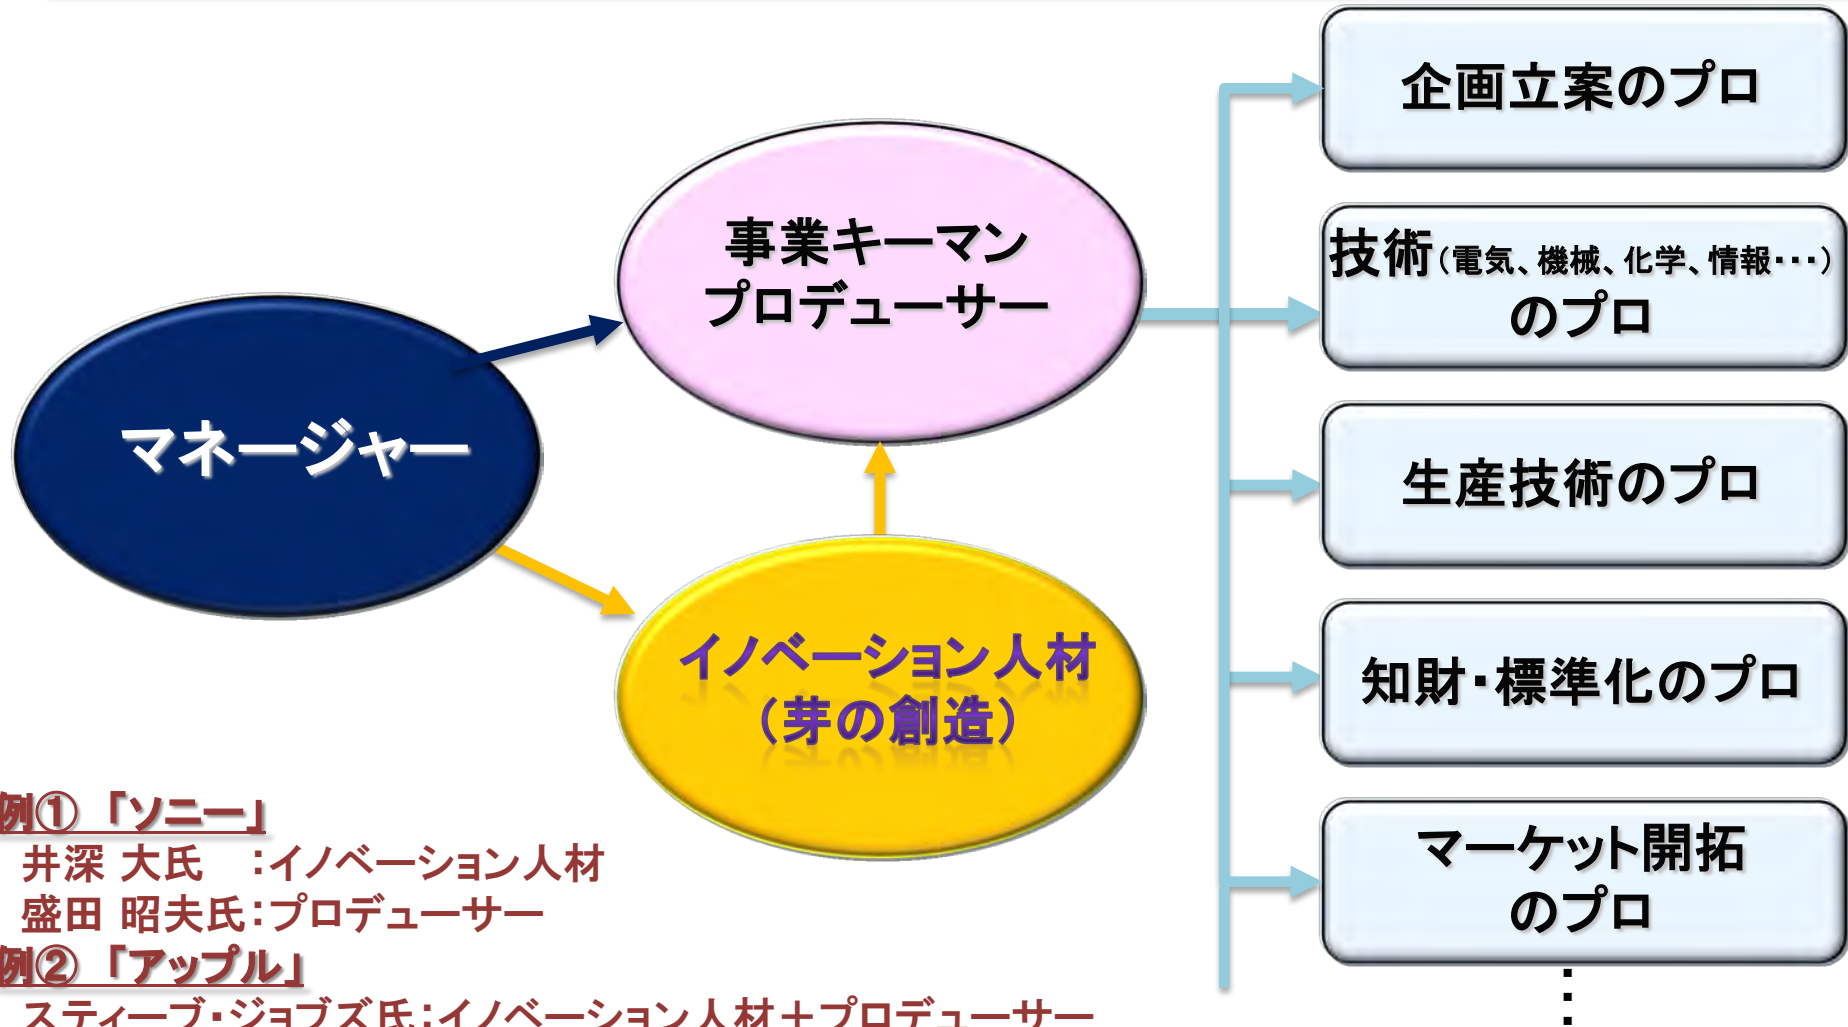 マネージャー
事業キーマン
プロデューサー
イノベーション人材
（芽の創造）
企画立案のプロ
技術（電気、機械、化学、情報・・・）
のプロ
生産技術のプロ
知財・標準化のプロ
マーケット開拓
のプロ
例① 「ソニー」
井深 大氏　：イノベーション人材
盛田 昭夫氏：プロデューサー
例② 「アップル」
スティーブ・ジョブズ氏：イノベーション人材＋プロデューサー